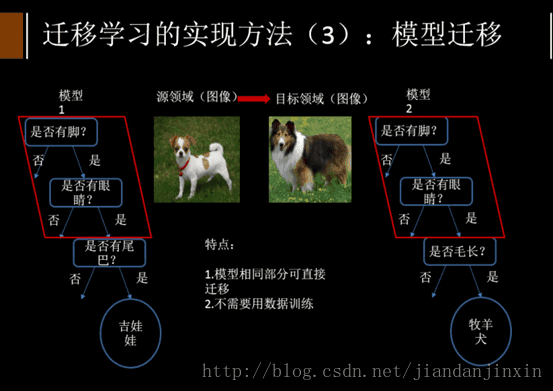 迁移学习的实现方法（3）：模型迁移
模型
1
源领域（图像）
目标领域（图像）
模型
2
是否有脚？
否
是
是否有眼
睛？
否
是
是否有尾
巴？
否
是
吉娃
娃
特点：
1.模型相同部分可直接
迁移
2.不需要用数据训练
是否有脚？
否
是
是否有眼
睛？
否
是
是否毛长？
否
是
牧羊
犬
http://blog.csdn.net/jiandanjinxin